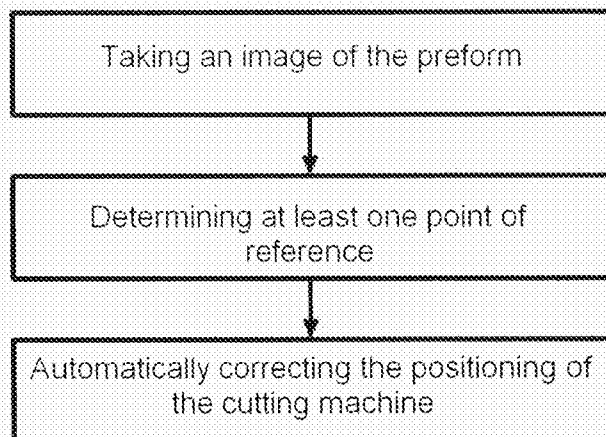 Taking an image of the preform
Determining at least one point of
reference
Automatically correcting the positioning of
the cutting machine